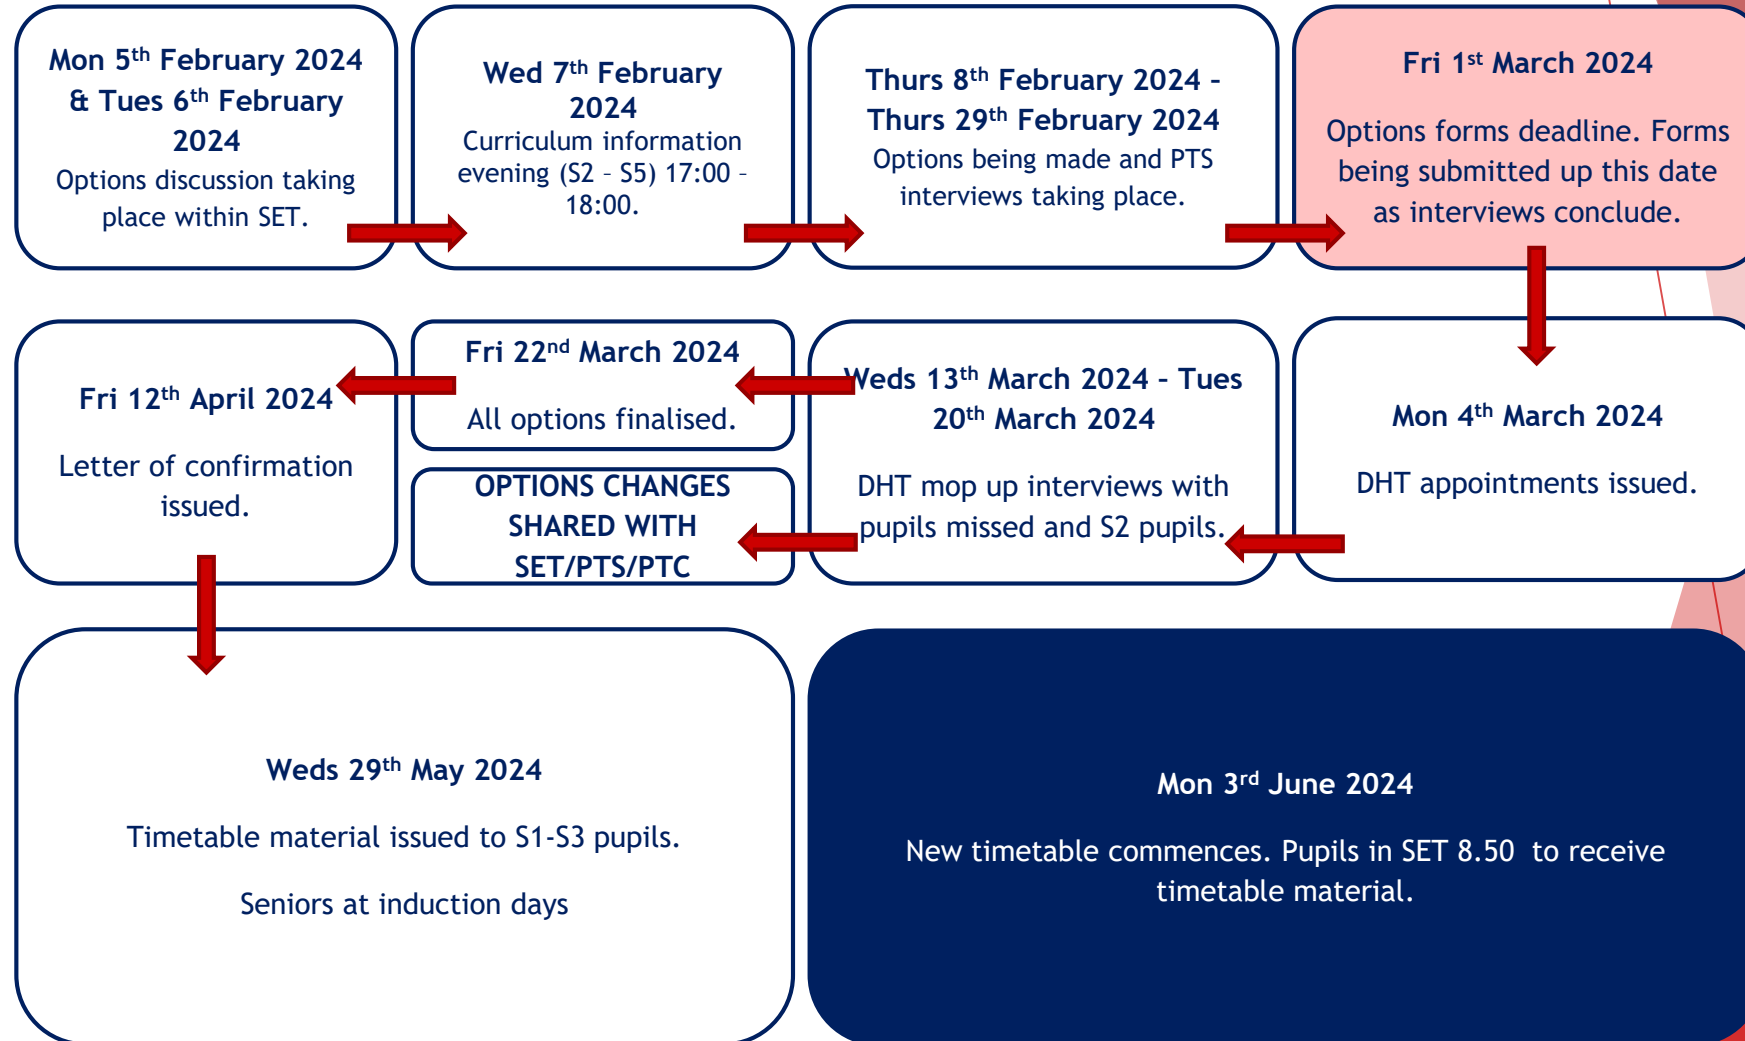 Mon 5th February 2024
& Tues 6th February
2024
Options discussion taking
place within SET.
Wed 7th February
2024
Curriculum information
evening (S2 – S5) 17:00 –
18:00.
Thurs 8th February 2024 –
Thurs 29th February 2024
Options being made and PTS
interviews taking place.
Fri 1st March 2024
Options forms deadline. Forms
being submitted up this date
as interviews conclude.
Mon 4th March 2024
DHT appointments issued.
Weds 13th March 2024 – Tues
20th March 2024
DHT mop up interviews with
pupils missed and S2 pupils.
Fri 22nd March 2024
All options finalised.
OPTIONS CHANGES
SHARED WITH
SET/PTS/PTC
Fri 12th April 2024
Letter of confirmation
issued.
Weds 29th May 2024
Timetable material issued to S1-S3 pupils.
Seniors at induction days
Mon 3rd June 2024
New timetable commences. Pupils in SET 8.50 to receive
timetable material.